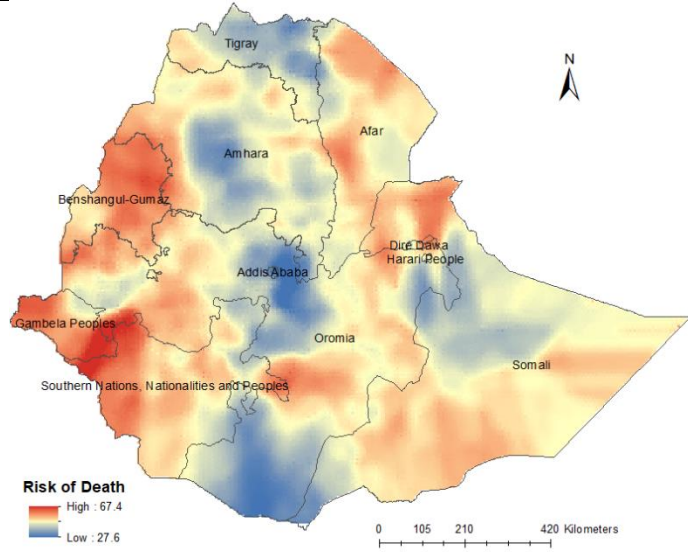 Tigray
N
Afar
Amhara
Benshangul-Gumaz
Dire Dawa
Harari People
Addis Ababa
Gambela Peoples
Oromia
Somali
Southern Nations, Nationalities and Peoples
Risk of Death
High : 67.4
Low : 27.6
0 105 210 420 Kilometers